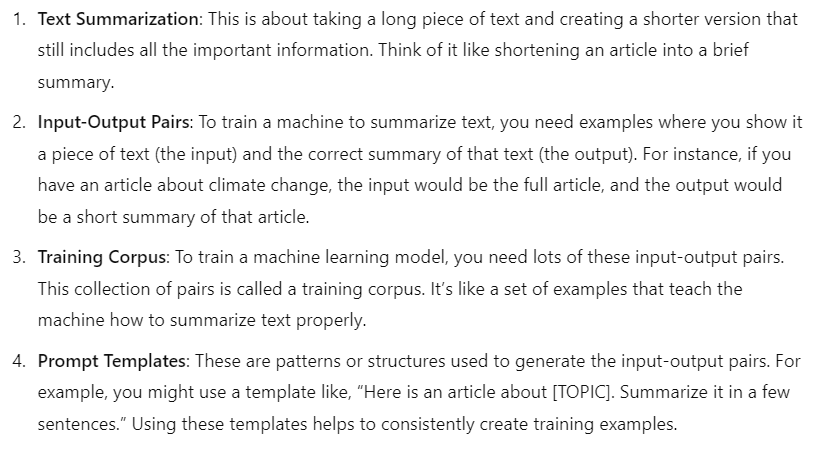 1. Text Summarization: This is about taking a long piece of text and creating a shorter version that
still includes all the important information. Think of it like shortening an article into a brief
summary.
2. Input-Output Pairs: To train a machine to summarize text, you need examples where you show it
a piece of text (the input) and the correct summary of that text (the output). For instance, if you
have an article about climate change, the input would be the full article, and the output would
be a short summary of that article.
3. Training Corpus: To train a machine learning model, you need lots of these input-output pairs.
This collection of pairs is called a training corpus. It’s like a set of examples that teach the
machine how to summarize text properly.
4. Prompt Templates: These are patterns or structures used to generate the input-output pairs. For
example, you might use a template like, “Here is an article about [TOPIC]. Summarize it in a few
sentences.” Using these templates helps to consistently create training examples.